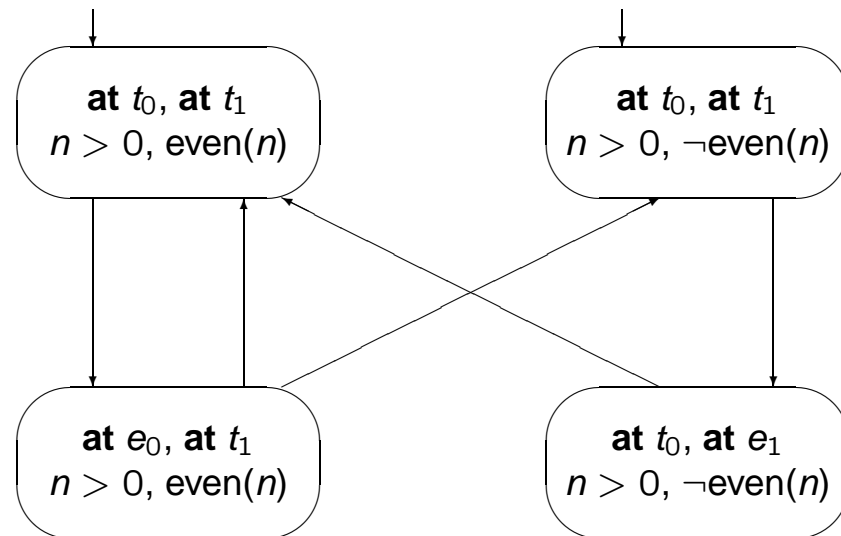 at t₀, at t₁
n > 0, even(n)
at t₀, at t₁
n > 0, ¬even(n)
at e₀, at t₁
n > 0, even(n)
at t₀, at e₁
n > 0, ¬even(n)